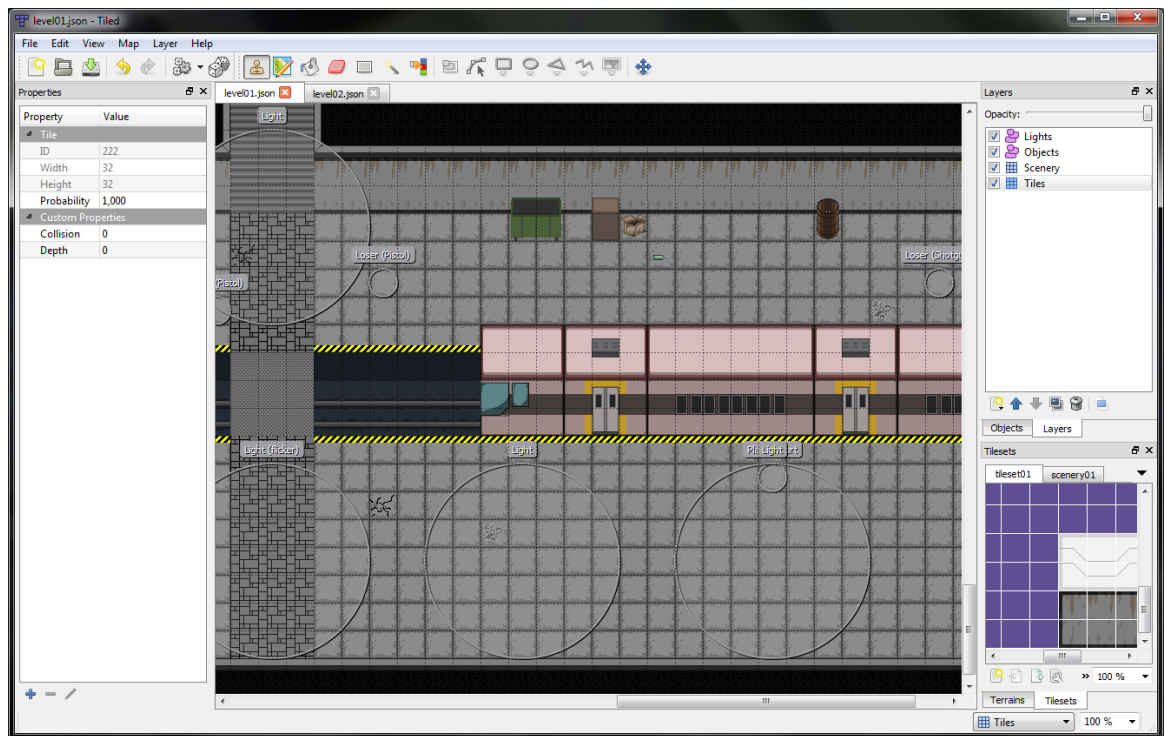 level01.json - Tiled
File Edit View Map Layer Help
Properties
level01.json level02.json
Layers
Property Value
Tile
ID 222
Width 32
Height 32
Probability 1,000
Custom Properties
Collision 0
Depth 0
Light
Loser (Pistol)
Loser (Shotgu
(Pistol)
Light (flicker)
Light
Light
Opacity:
Lights
Objects
Scenery
Tiles
Objects Layers
Tilesets
tileset01 scenery01
» 100 %
Terrains Tilesets
Tiles 100 %